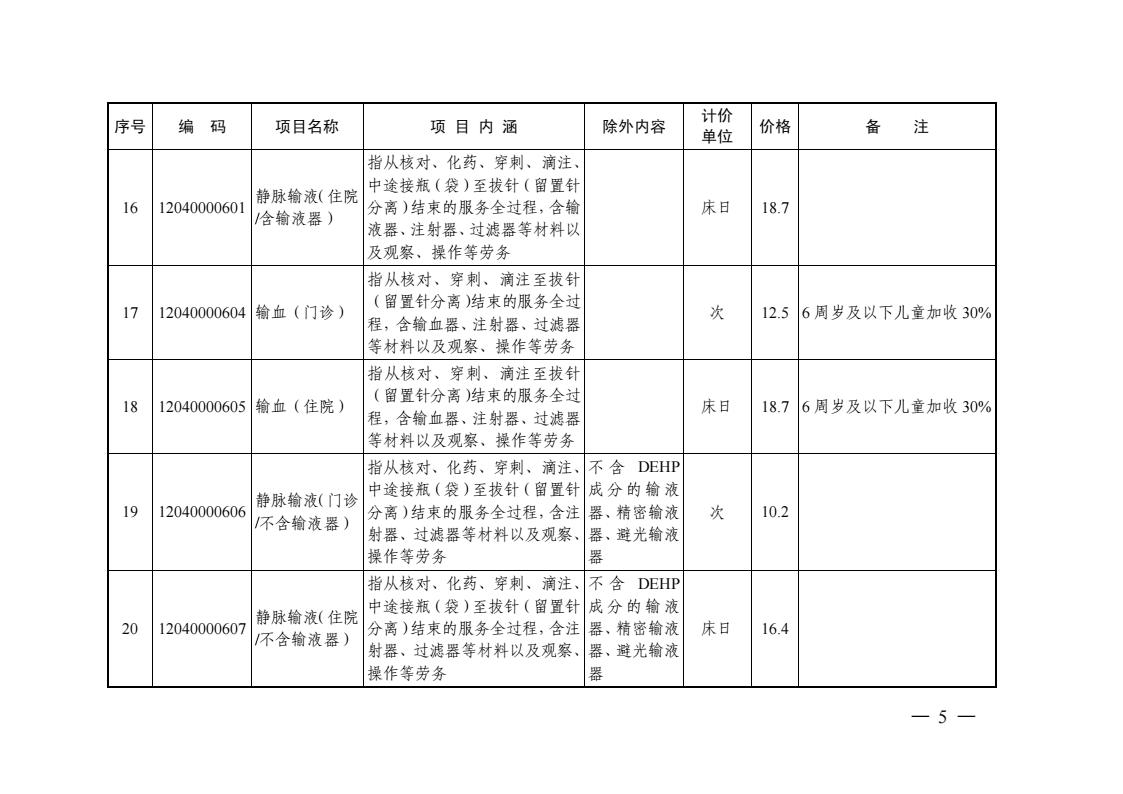 序号 编 码 项目名称 项 目 内 涵 除外内容 计价单位 价格 备 注
16 12040000601 静脉输液（住院
/含输液器）
指从核对、化药、穿刺、滴注、
中途接瓶（袋）至拔针（留置针
分离）结束的服务全过程，含输
液器、注射器、过滤器等材料以
及观察、操作等劳务
床日 18.7
17 12040000604 输血（门诊）
指从核对、穿刺、滴注至拔针
（留置针分离）结束的服务全过
程，含输血器、注射器、过滤器
等材料以及观察、操作等劳务
次 12.5 6 周岁及以下儿童加收 30%
18 12040000605 输血（住院）
指从核对、穿刺、滴注至拔针
（留置针分离）结束的服务全过
程，含输血器、注射器、过滤器
等材料以及观察、操作等劳务
床日 18.7 6 周岁及以下儿童加收 30%
19 12040000606 静脉输液（门诊
/不含输液器）
指从核对、化药、穿刺、滴注、
中途接瓶（袋）至拔针（留置针
分离）结束的服务全过程，含注
射器、过滤器等材料以及观察、
操作等劳务
不含 DEHP
成分的输液
器、精密输液
器、避光输液
器
次 10.2
20 12040000607 静脉输液（住院
/不含输液器）
指从核对、化药、穿刺、滴注、
中途接瓶（袋）至拔针（留置针
分离）结束的服务全过程，含注
射器、过滤器等材料以及观察、
操作等劳务
不含 DEHP
成分的输液
器、精密输液
器、避光输液
器
床日 16.4
— 5 —